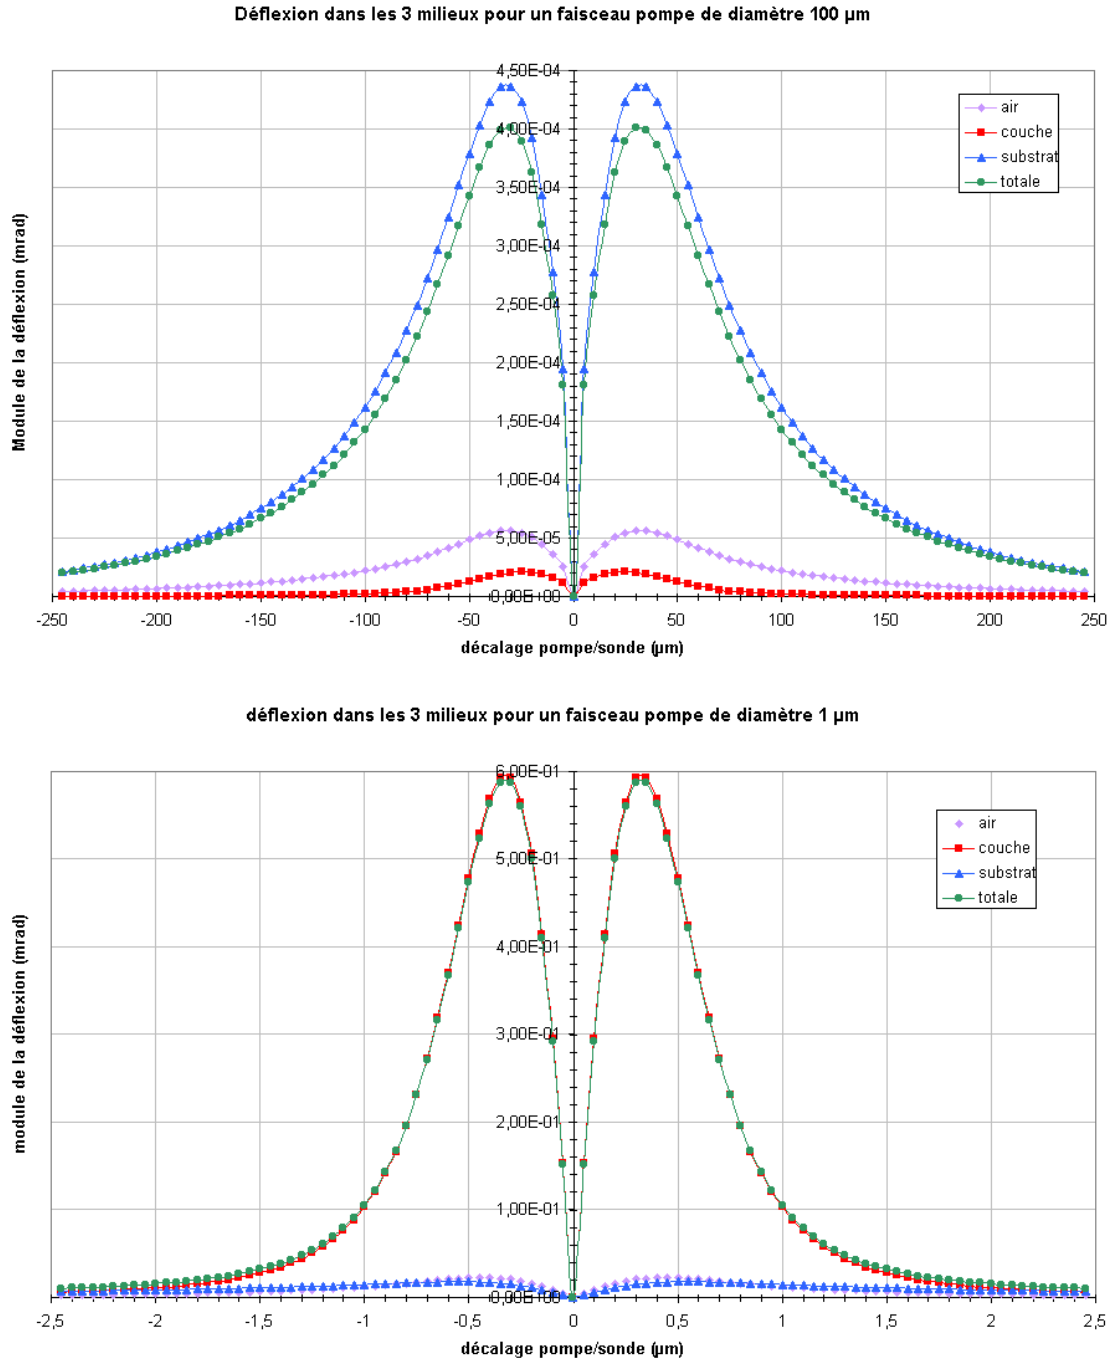 Déflexion dans les 3 milieux pour un faisceau pompe de diamètre 100 µm
Module de la déflexion (mrad)
4,50E-04
4,00E-04
3,50E-04
3,00E-04
2,50E-04
2,00E-04
1,50E-04
1,00E-04
5,00E-05
0,00E+00
air
couche
substrat
totale
-250 -200 -150 -100 -50 0 50 100 150 200 250
décalage pompe/sonde (µm)
déflexion dans les 3 milieux pour un faisceau pompe de diamètre 1 µm
module de la déflexion (mrad)
6,00E-01
5,00E-01
4,00E-01
3,00E-01
2,00E-01
1,00E-01
0,00E+00
air
couche
substrat
totale
-2,5 -2 -1,5 -1 -0,5 0 0,5 1 1,5 2 2,5
décalage pompe/sonde (µm)